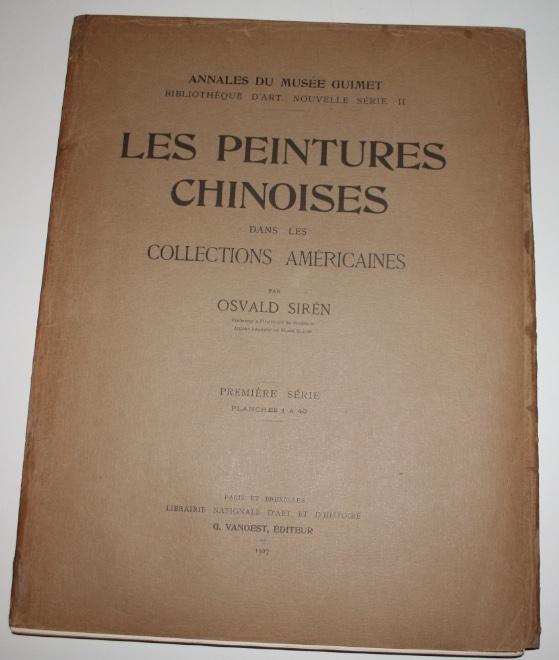 ANNALES DU MUSÉE GUIMET
BIBLIOTHÈQUE D'ART. NOUVELLE SÉRIE II
LES PEINTURES
CHINOISES
DANS LES
COLLECTIONS AMÉRICAINES
PAR
OSVALD SIRÉN
PREMIÈRE SÉRIE
PLANCHES 1 A 40
PARIS ET BRUXELLES
LIBRAIRIE NATIONALE D'ART ET D'HISTOIRE
G. VANOEST, ÉDITEUR
1927